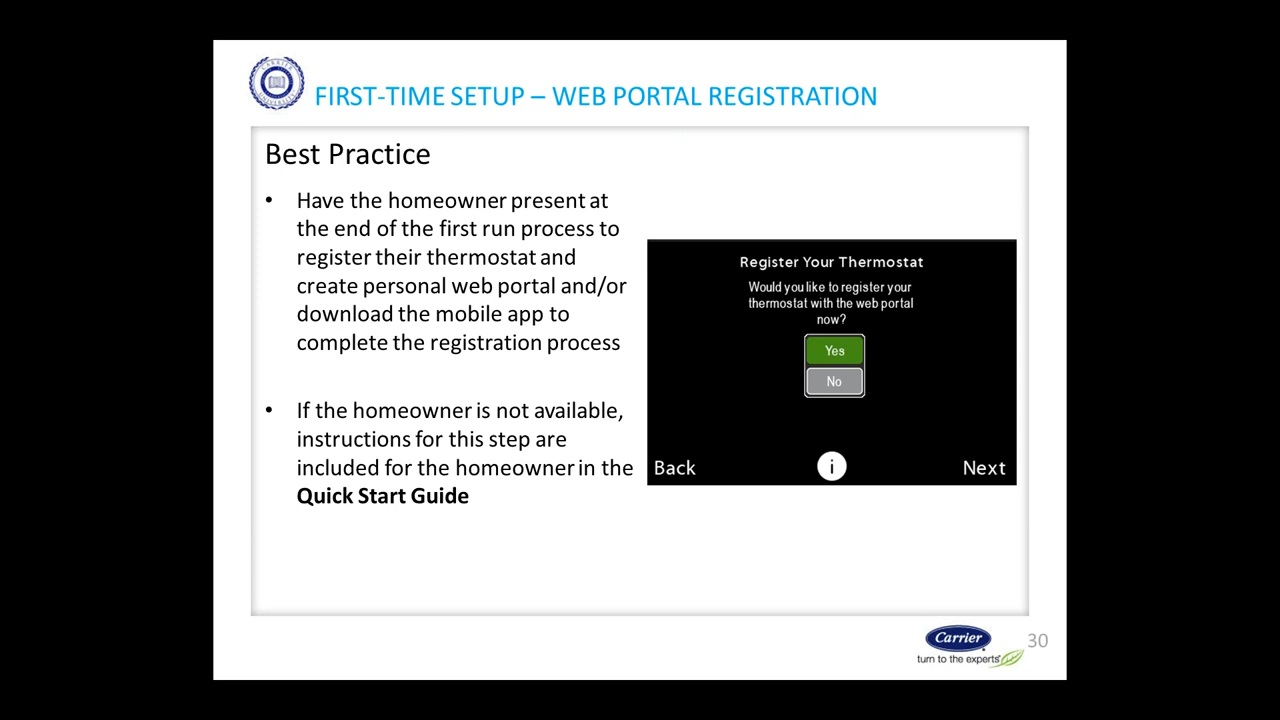 FIRST-TIME SETUP – WEB PORTAL REGISTRATION
Best Practice
• Have the homeowner present at
the end of the first run process to
register their thermostat and
create personal web portal and/or
download the mobile app to
complete the registration process
• If the homeowner is not available,
instructions for this step are
included for the homeowner in the
Quick Start Guide
Register Your Thermostat
Would you like to register your
thermostat with the web portal
now?
Yes
No
Back
i
Next
Carrier
turn to the experts
30